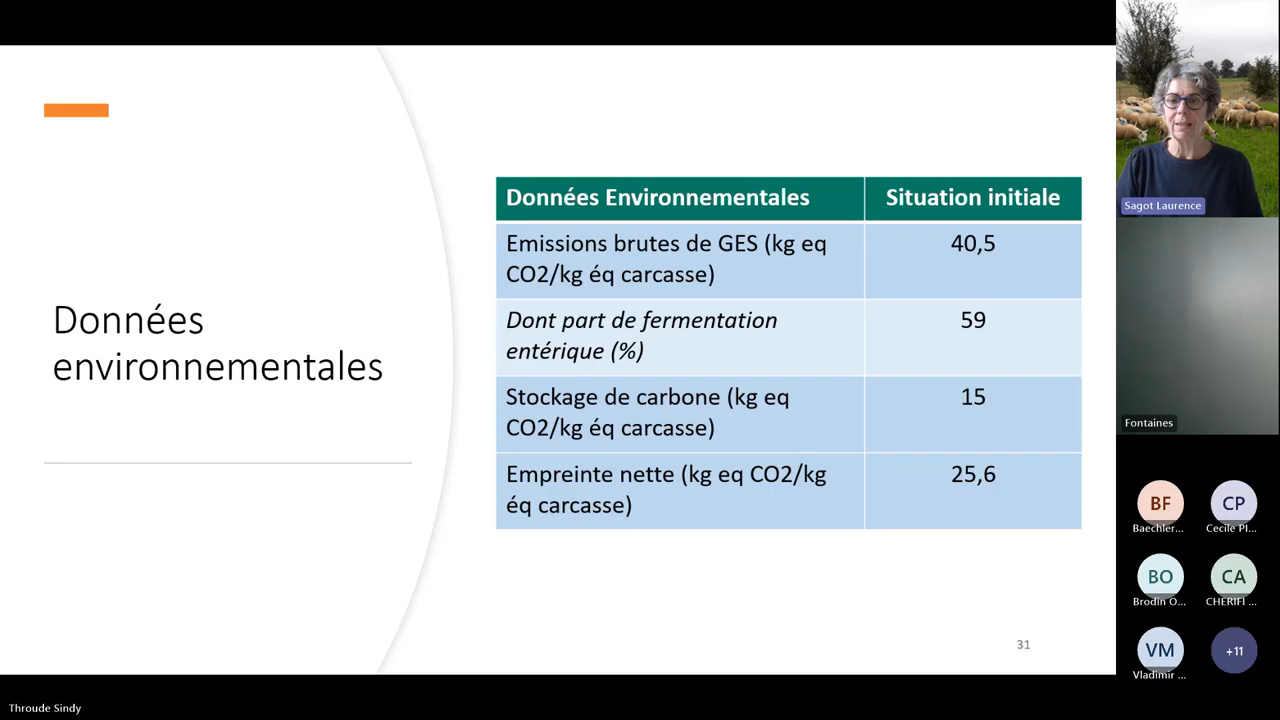 Données
environnementales
Données Environnementales
Situation initiale
Emissions brutes de GES (kg eq
CO2/kg éq carcasse)
40,5
Dont part de fermentation
entérique (%)
59
Stockage de carbone (kg eq
CO2/kg éq carcasse)
15
Empreinte nette (kg eq CO2/kg
éq carcasse)
25,6
31
Sagot Laurence
Fontaines
BF
Baechler...
CP
Cecile PI...
BO
Brodin O...
CA
CHERIFI ...
VM
Vladimir ...
+11
Throude Sindy